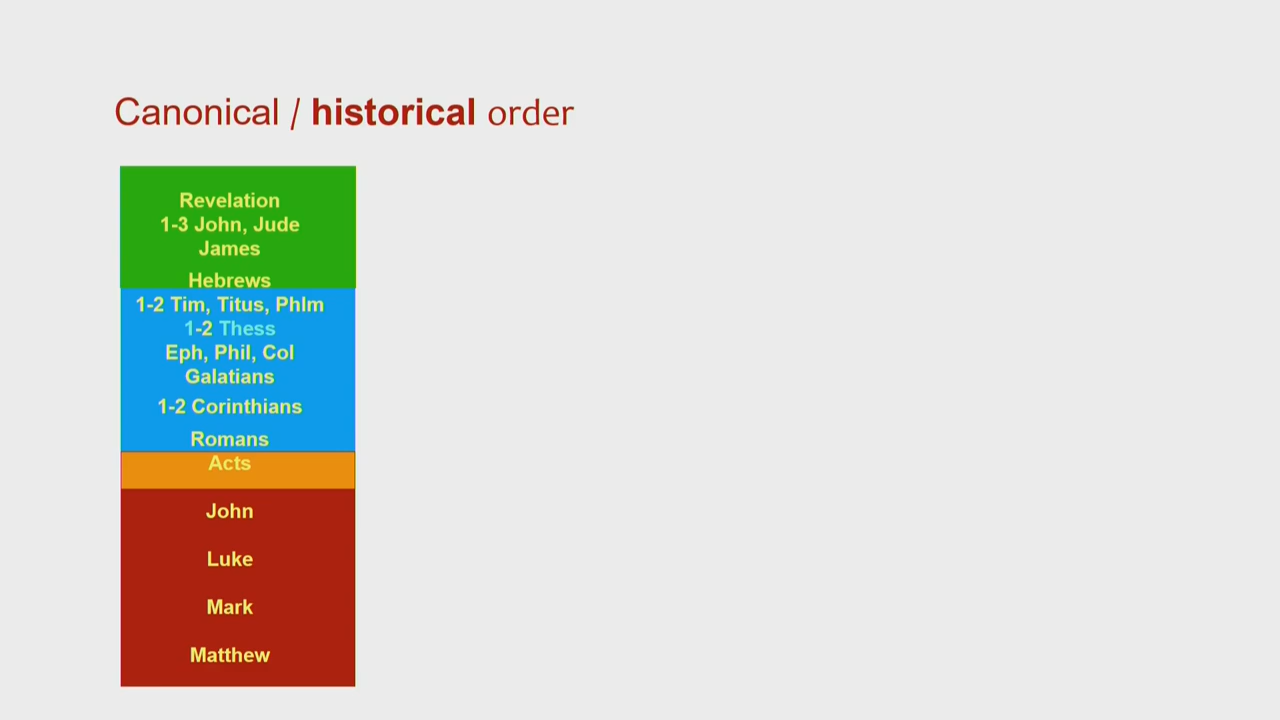 Canonical / historical order
Revelation
1-3 John, Jude
James
Hebrews
1-2 Tim, Titus, Phlm
1-2 Thess
Eph, Phil, Col
Galatians
1-2 Corinthians
Romans
Acts
John
Luke
Mark
Matthew